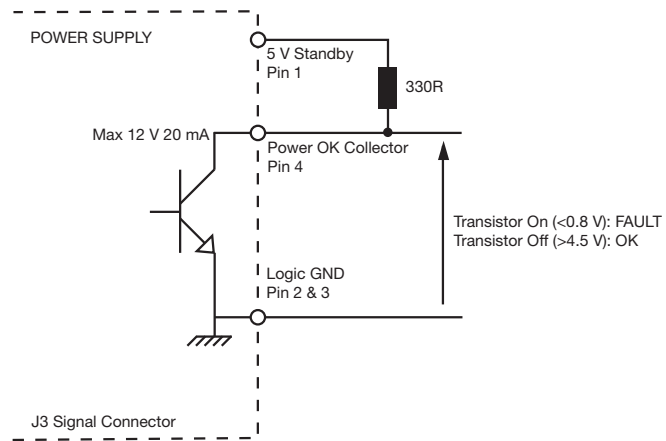 POWER SUPPLY
5 V Standby
Pin 1
330R
Max 12 V 20 mA
Power OK Collector
Pin 4
Transistor On (<0.8 V): FAULT
Transistor Off (>4.5 V): OK
Logic GND
Pin 2 & 3
J3 Signal Connector